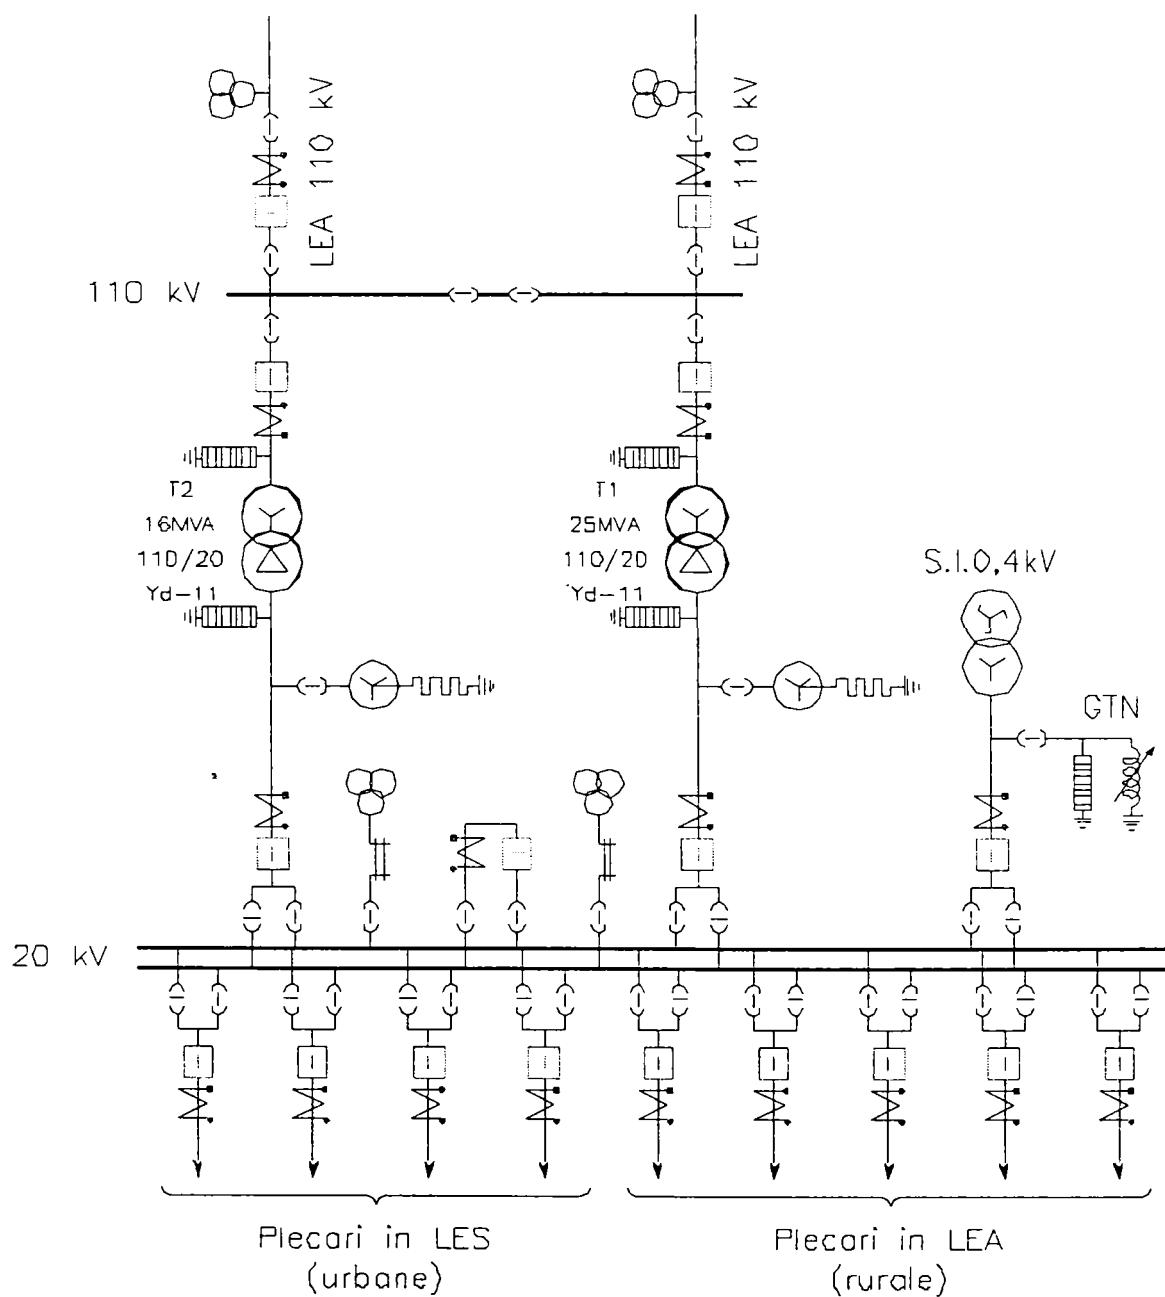 LEA 110 kV
LEA 110 kV
110 kV
T2
16MVA
110/20
Yd-11
T1
25MVA
110/20
Yd-11
S.I.0,4kV
GTN
20 kV
Plecari in LES
(urbane)
Plecari in LEA
(rurale)